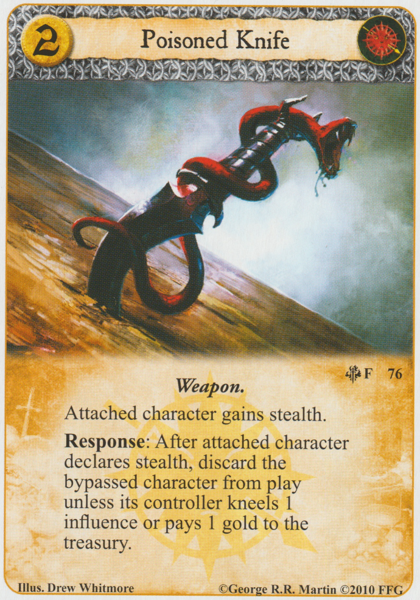 2
Poisoned Knife
F 76
Weapon.
Attached character gains stealth.
Response: After attached character
declares stealth, discard the
bypassed character from play
unless its controller kneels 1
influence or pays 1 gold to the
treasury.
Illus. Drew Whitmore ©George R.R. Martin ©2010 FFG